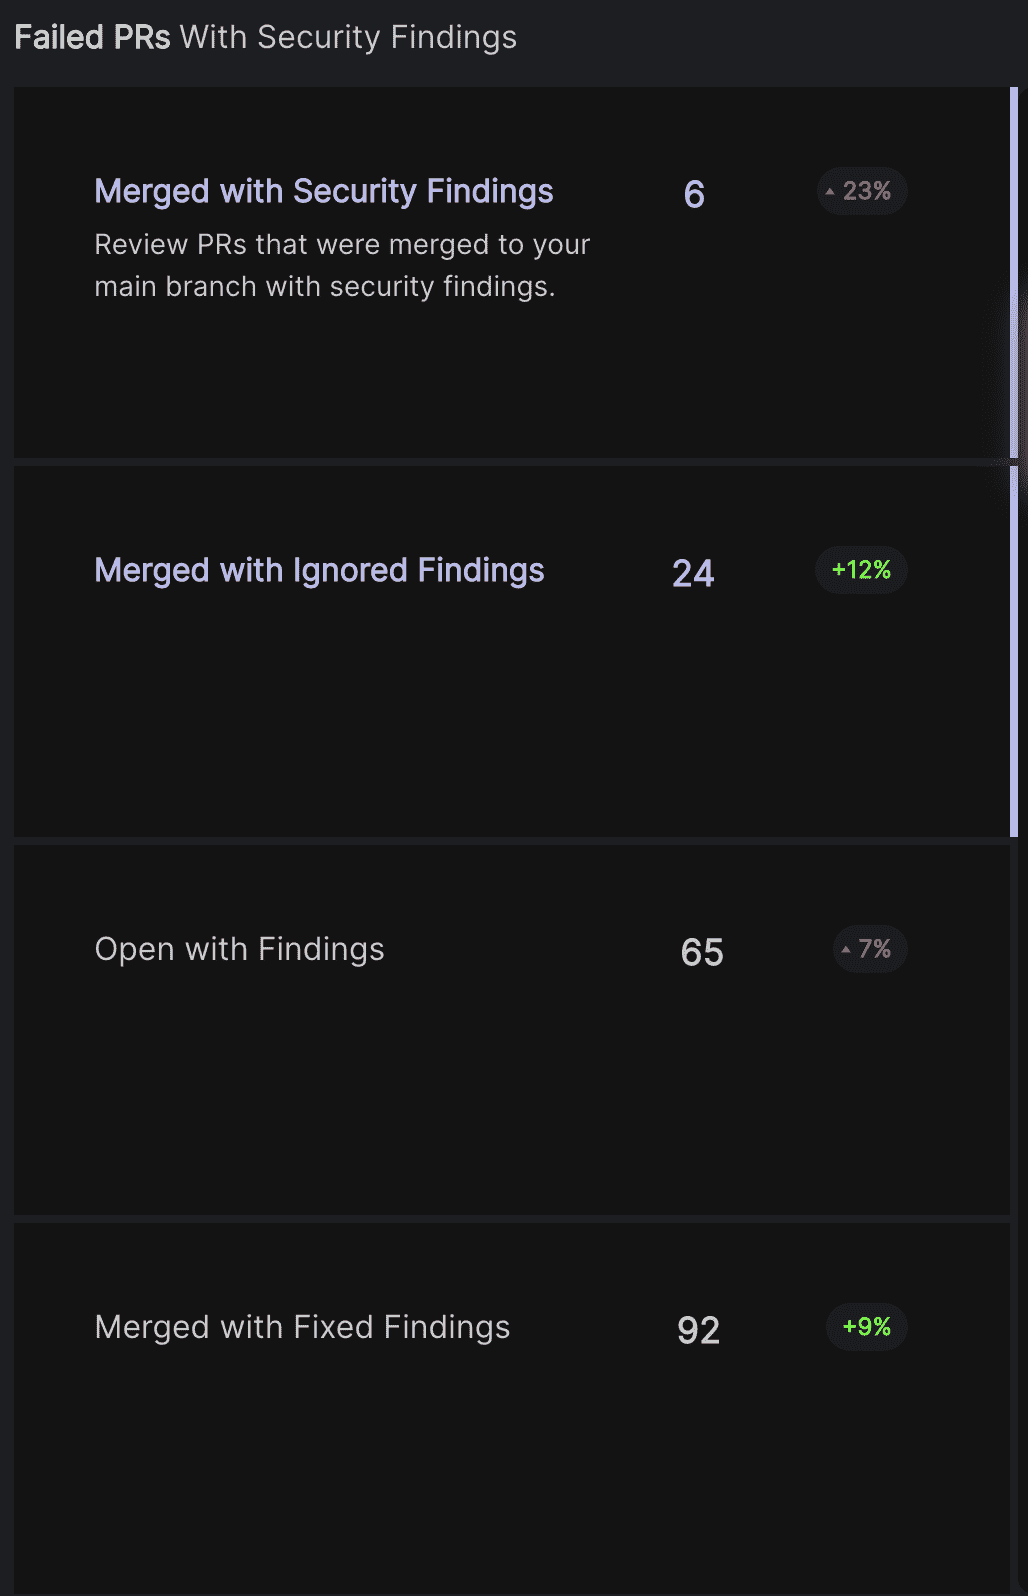 Failed PRs With Security Findings
Merged with Security Findings 6 ▲ 23%
Review PRs that were merged to your
main branch with security findings.
Merged with Ignored Findings 24 +12%
Open with Findings 65 ▲ 7%
Merged with Fixed Findings 92 +9%